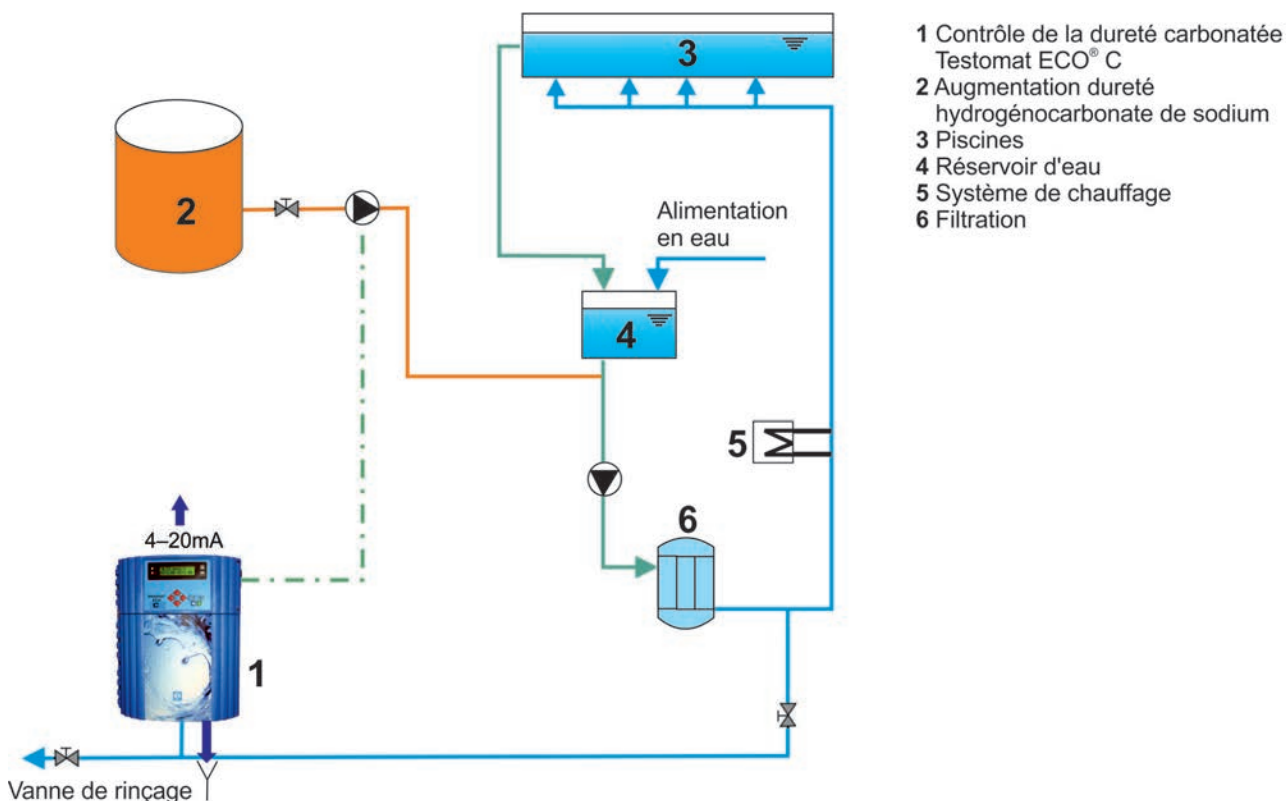 1 Contrôle de la dureté carbonatée
Testomat ECO® C
2 Augmentation dureté
hydrogénocarbonate de sodium
3 Piscines
4 Réservoir d'eau
5 Système de chauffage
6 Filtration
3
2
Alimentation
en eau
4
5
6
4–20mA
1
Vanne de rinçage